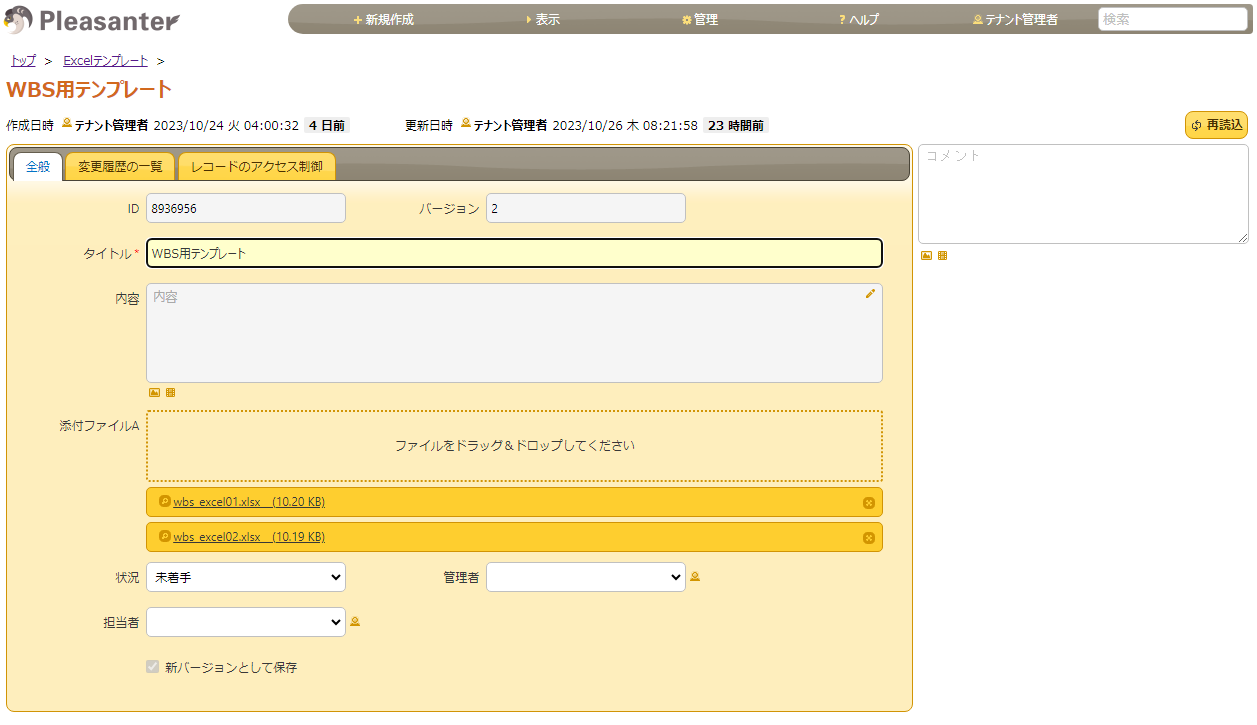 Pleasanter
新規作成 表示 管理 ? ヘルプ テナント管理者 検索
トップ > Excelテンプレート >
WBS用テンプレート
作成日時 テナント管理者 2023/10/24 火 04:00:32 4 日前 更新日時 テナント管理者 2023/10/26 木 08:21:58 23 時間前 再読込
全般 変更履歴の一覧 レコードのアクセス制御
コメント
ID 8936956 バージョン 2
タイトル* WBS用テンプレート
内容 内容
添付ファイルA
ファイルをドラッグ＆ドロップしてください
wbs_excel01.xlsx (10.20 KB)
wbs_excel02.xlsx (10.19 KB)
状況 未着手 管理者
担当者
新バージョンとして保存